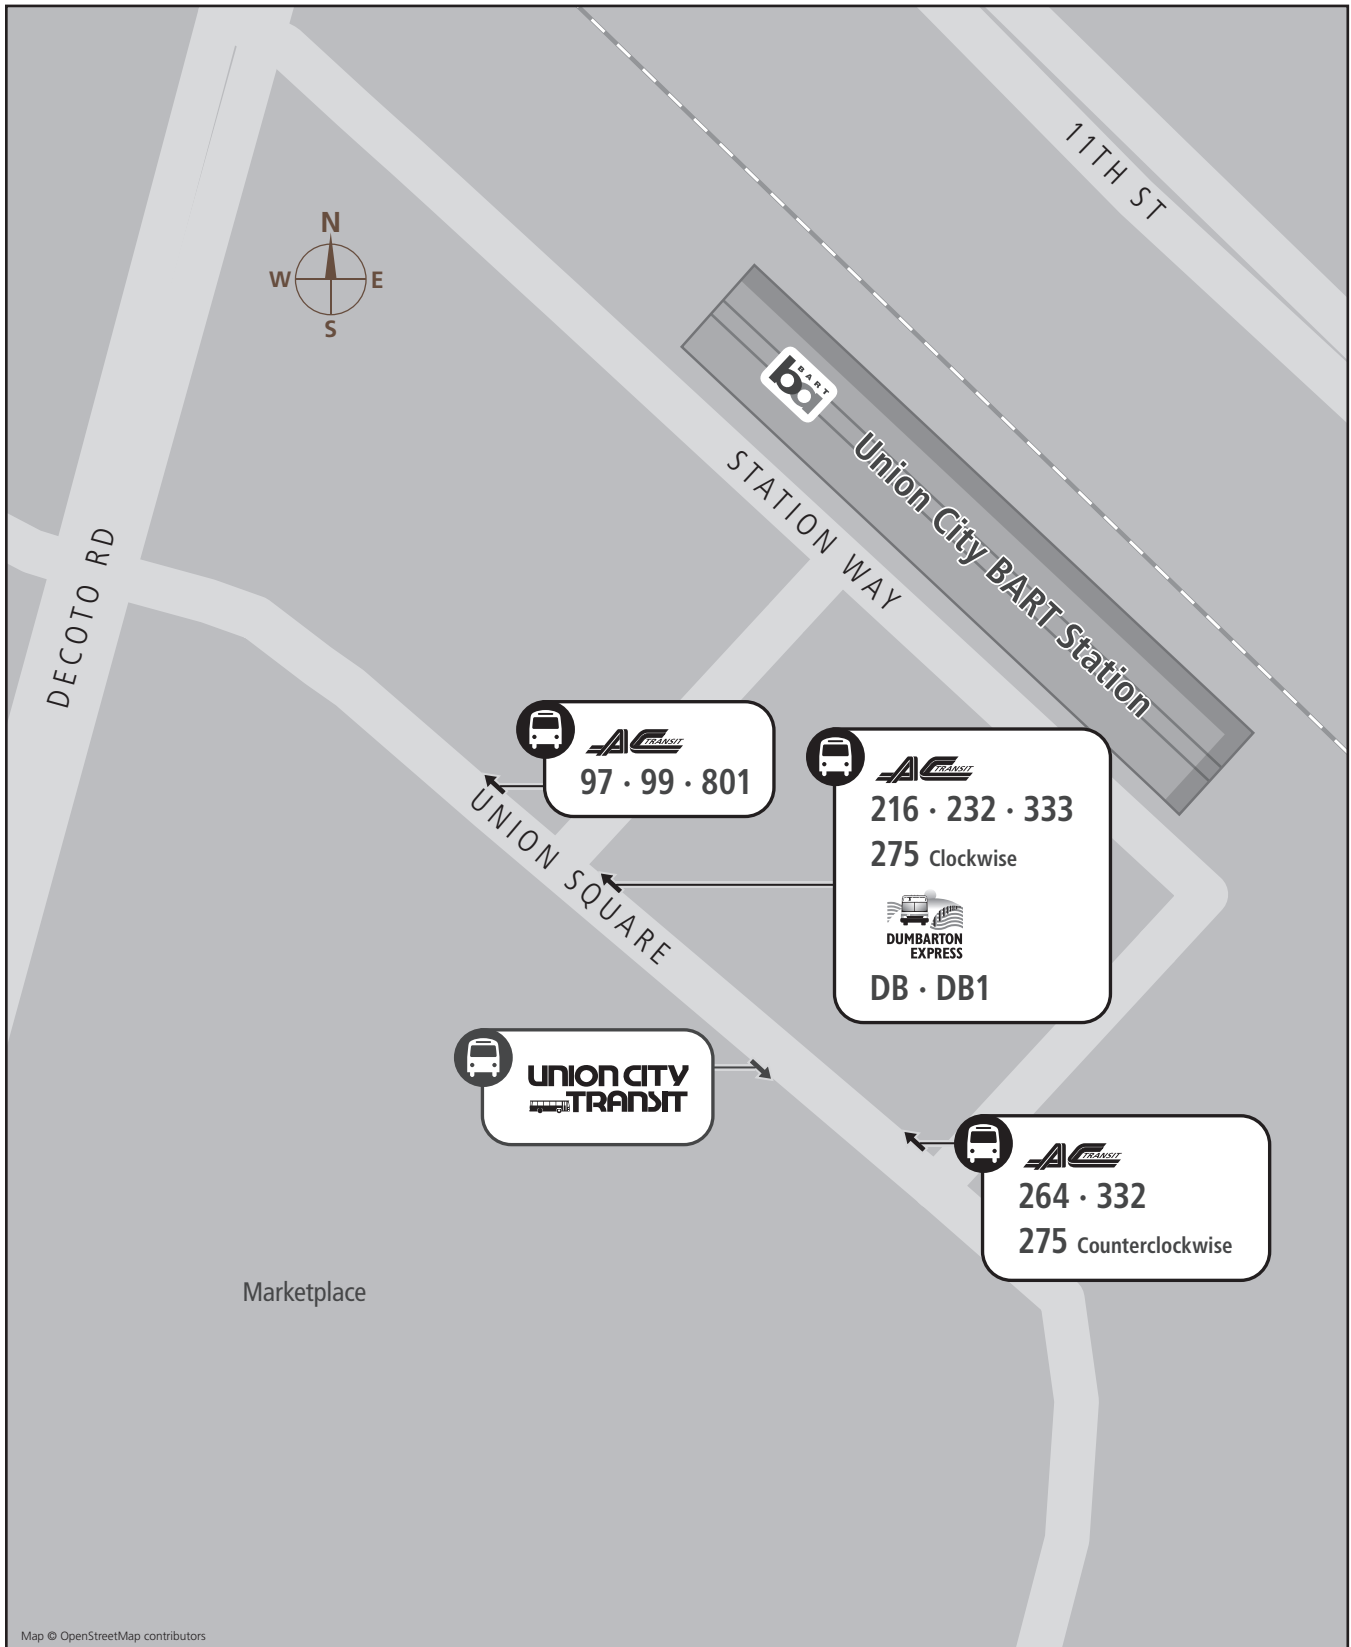 11TH ST
N
W E
S
BART
ba
Union City BART Station
STATION WAY
DECOTO RD
AC TRANSIT
97 · 99 · 801
AC TRANSIT
216 · 232 · 333
275 Clockwise
DUMBARTON
EXPRESS
DB · DB1
UNION SQUARE
UNION CITY
TRANSIT
AC TRANSIT
264 · 332
275 Counterclockwise
Marketplace
Map © OpenStreetMap contributors